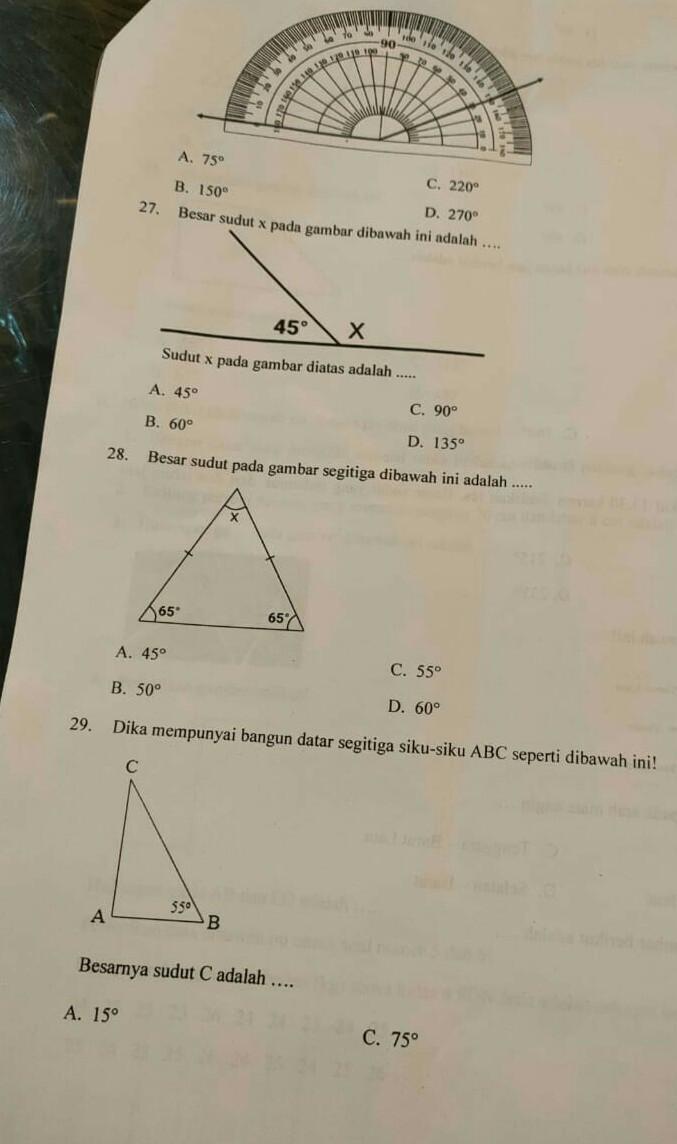 90
A. 75°
B. 150°
C. 220°
D. 270°
27. Besar sudut x pada gambar dibawah ini adalah ....
45° X
Sudut x pada gambar diatas adalah .....
A. 45°
B. 60°
C. 90°
D. 135°
28. Besar sudut pada gambar segitiga dibawah ini adalah .....
x
65° 65°
A. 45°
B. 50°
C. 55°
D. 60°
29. Dika mempunyai bangun datar segitiga siku-siku ABC seperti dibawah ini!
C
55°
A B
Besarnya sudut C adalah ....
A. 15°
C. 75°